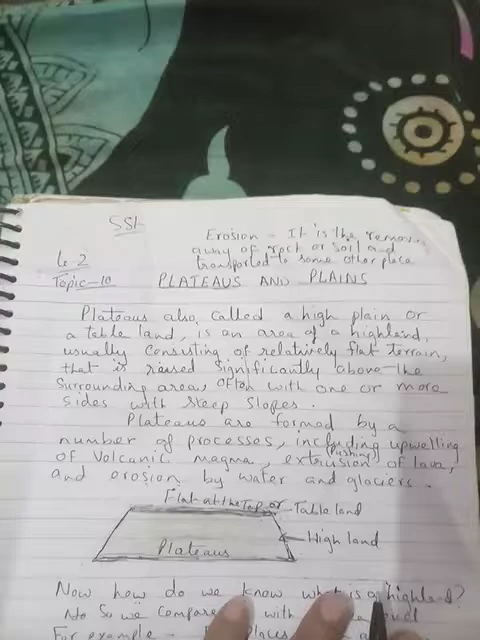 SSt
Erosion - It is the removing
away of rock or soil and
transported to some other place
L-2
Topic-10 PLATEAUS AND PLAINS
Plateaus also called a high plain or
a table land, is an area of a highland,
usually consisting of relatively flat terrain,
that is raised significantly above the
surrounding area, often with one or more
sides with steep slopes.
Plateaus are formed by a
number of processes, including upwelling
(pushing)
of Volcanic magma, extrusion of lava,
and erosion by water and glaciers.
Flat at the Top or Table land
High land
Plateaus
Now how do we know what is a highland?
No So we compare with
For example -